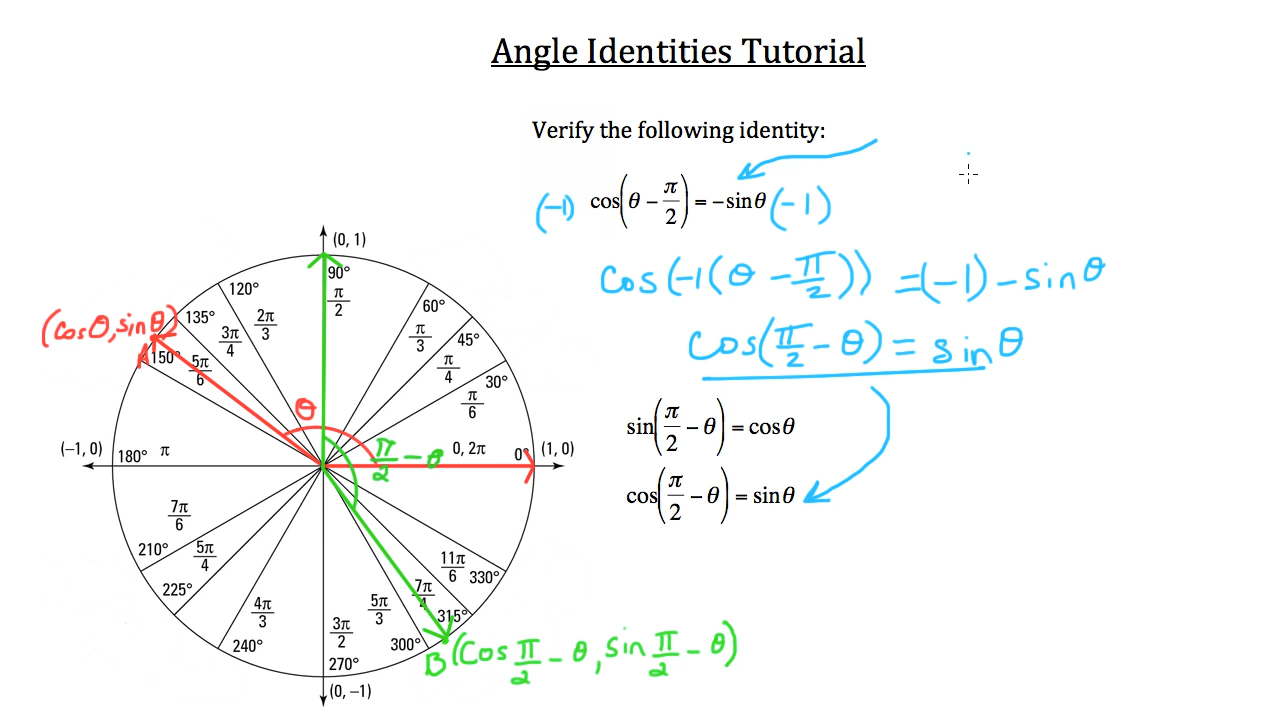 Angle Identities Tutorial
Verify the following identity:
(-1) cos(θ - π/2) = -sinθ (-1)
cos(-1(θ - π/2)) = (-1) - sinθ
cos(π/2 - θ) = sinθ
sin(π/2 - θ) = cosθ
cos(π/2 - θ) = sinθ
(0, 1)
90°
π/2
120°
2π/3
60°
π/3
(cosθ, sinθ)
135°
3π/4
45°
π/4
150°
5π/6
30°
π/6
θ
π/2 - θ
(-1, 0)
180° π
0, 2π
0°
(1, 0)
7π/6
210°
5π/4
225°
4π/3
240°
3π/2
270°
(0, -1)
5π/3
300°
7π/4
315°
11π/6
330°
B (cos π/2 - θ, sin π/2 - θ)